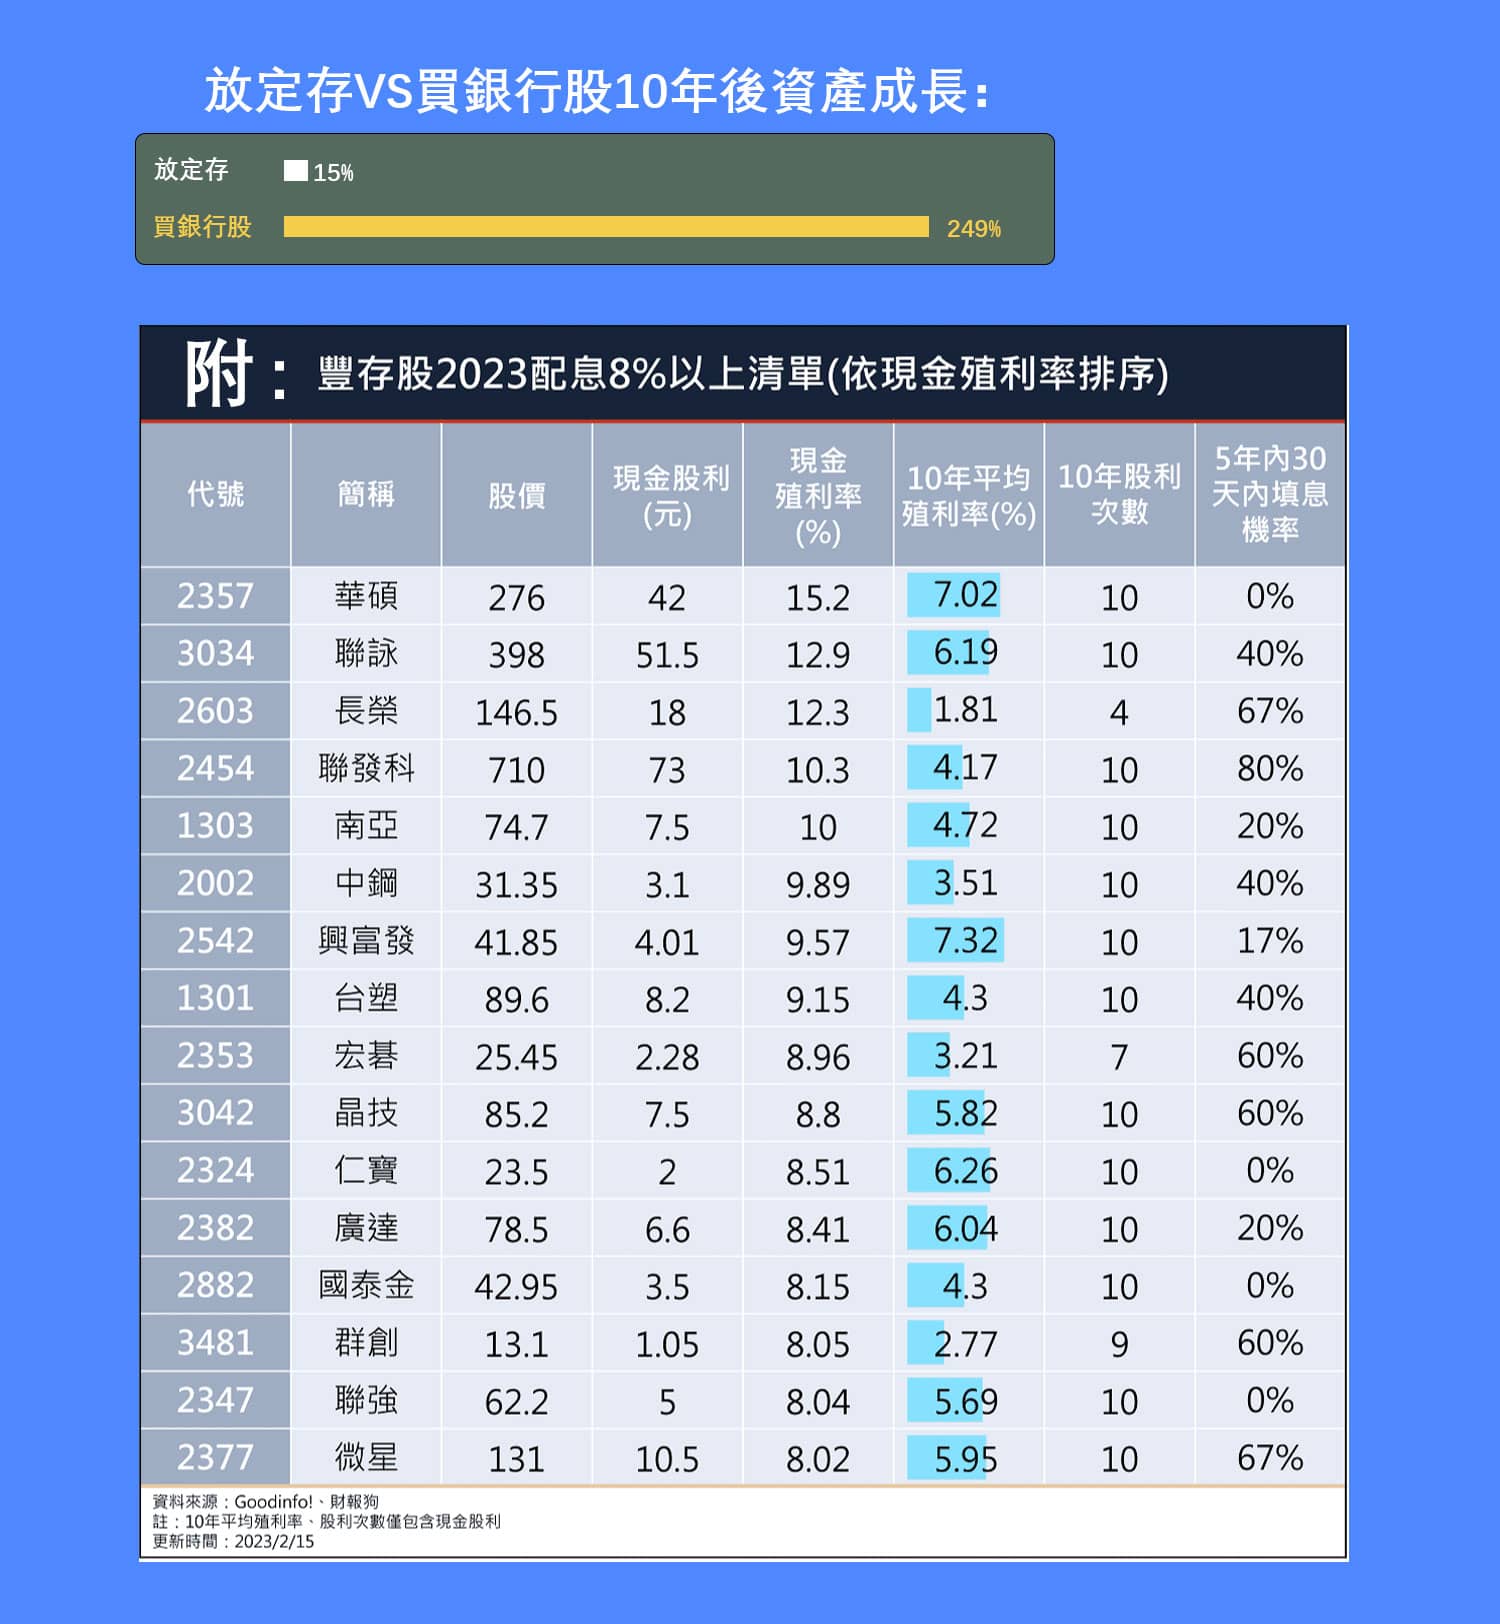 放定存VS買銀行股10年後資產成長:
放定存 15%
買銀行股 249%
附: 豐存股2023配息8%以上清單(依現金殖利率排序)
代號 簡稱 股價 現金股利(元) 現金殖利率(%) 10年平均殖利率(%) 10年股利次數 5年內30天內填息機率
2357 華碩 276 42 15.2 7.02 10 0%
3034 聯詠 398 51.5 12.9 6.19 10 40%
2603 長榮 146.5 18 12.3 1.81 4 67%
2454 聯發科 710 73 10.3 4.17 10 80%
1303 南亞 74.7 7.5 10 4.72 10 20%
2002 中鋼 31.35 3.1 9.89 3.51 10 40%
2542 興富發 41.85 4.01 9.57 7.32 10 17%
1301 台塑 89.6 8.2 9.15 4.3 10 40%
2353 宏碁 25.45 2.28 8.96 3.21 7 60%
3042 晶技 85.2 7.5 8.8 5.82 10 60%
2324 仁寶 23.5 2 8.51 6.26 10 0%
2382 廣達 78.5 6.6 8.41 6.04 10 20%
2882 國泰金 42.95 3.5 8.15 4.3 10 0%
3481 群創 13.1 1.05 8.05 2.77 9 60%
2347 聯強 62.2 5 8.04 5.69 10 0%
2377 微星 131 10.5 8.02 5.95 10 67%
資料來源:Goodinfo!、財報狗
註:10年平均殖利率、股利次數僅包含現金股利
更新時間:2023/2/15